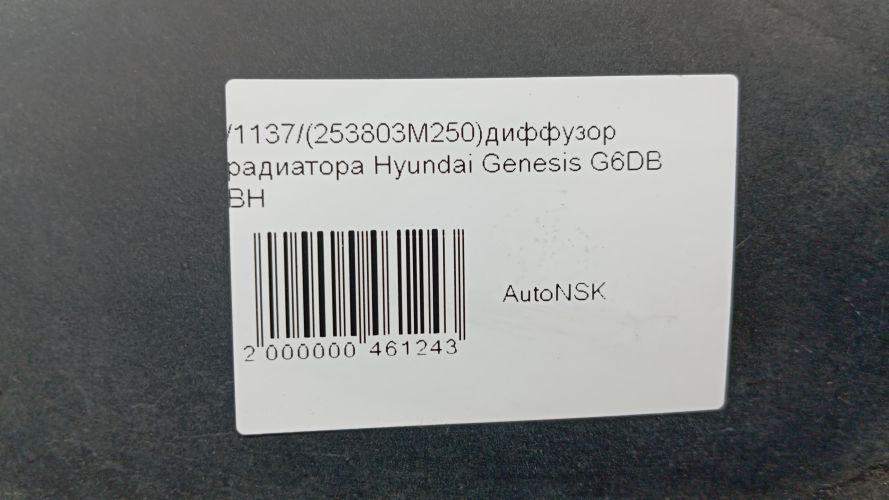 /1137/(253803M250)диффузор
радиатора Hyundai Genesis G6DB
BH
AutoNSK
2 000000 461243